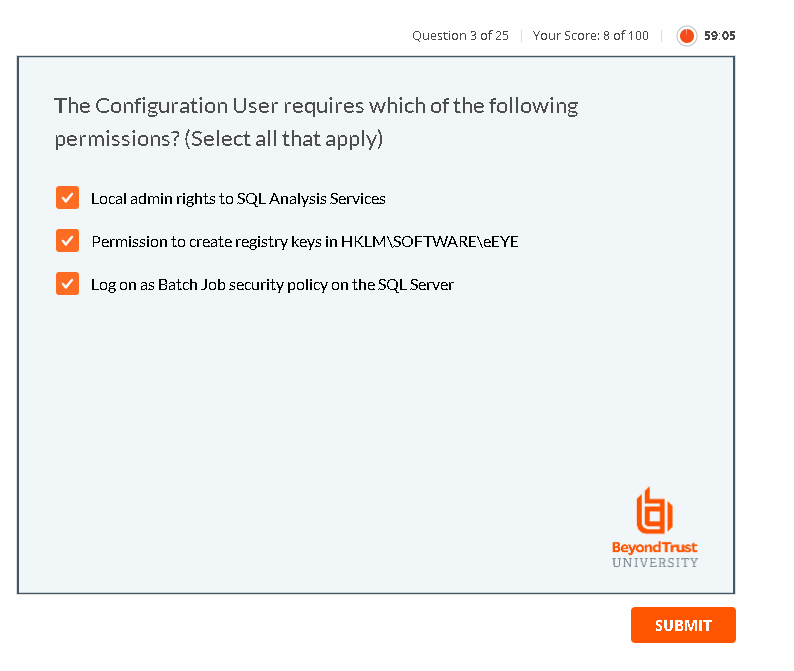 Question 3 of 25 | Your Score: 8 of 100 | 59:05
The Configuration User requires which of the following
permissions? (Select all that apply)
Local admin rights to SQL Analysis Services
Permission to create registry keys in HKLM\SOFTWARE\eEYE
Log on as Batch Job security policy on the SQL Server
BeyondTrust
UNIVERSITY
SUBMIT